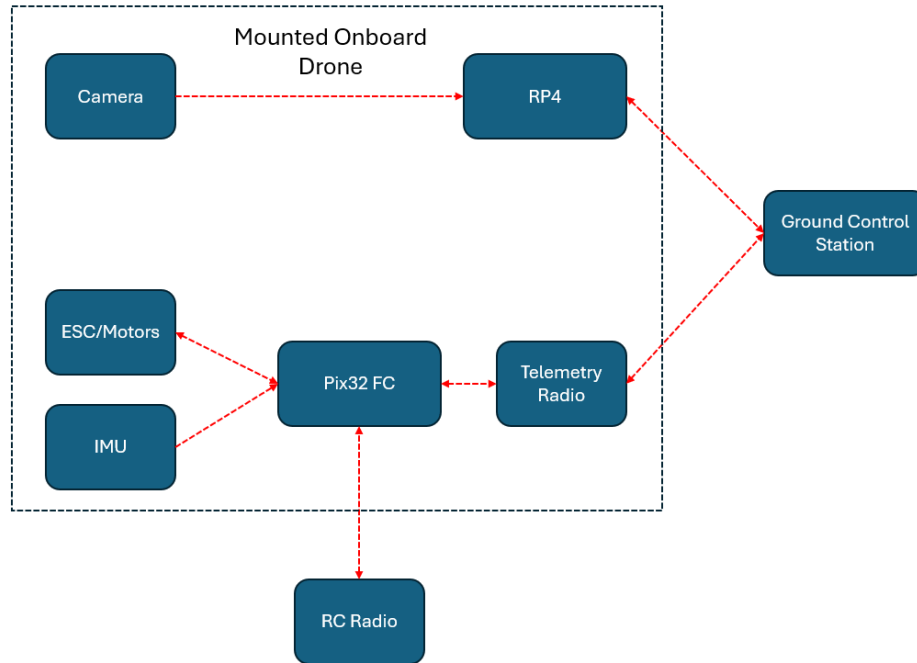 Mounted Onboard
Drone
Camera
RP4
Ground Control
Station
ESC/Motors
Pix32 FC
Telemetry
Radio
IMU
RC Radio